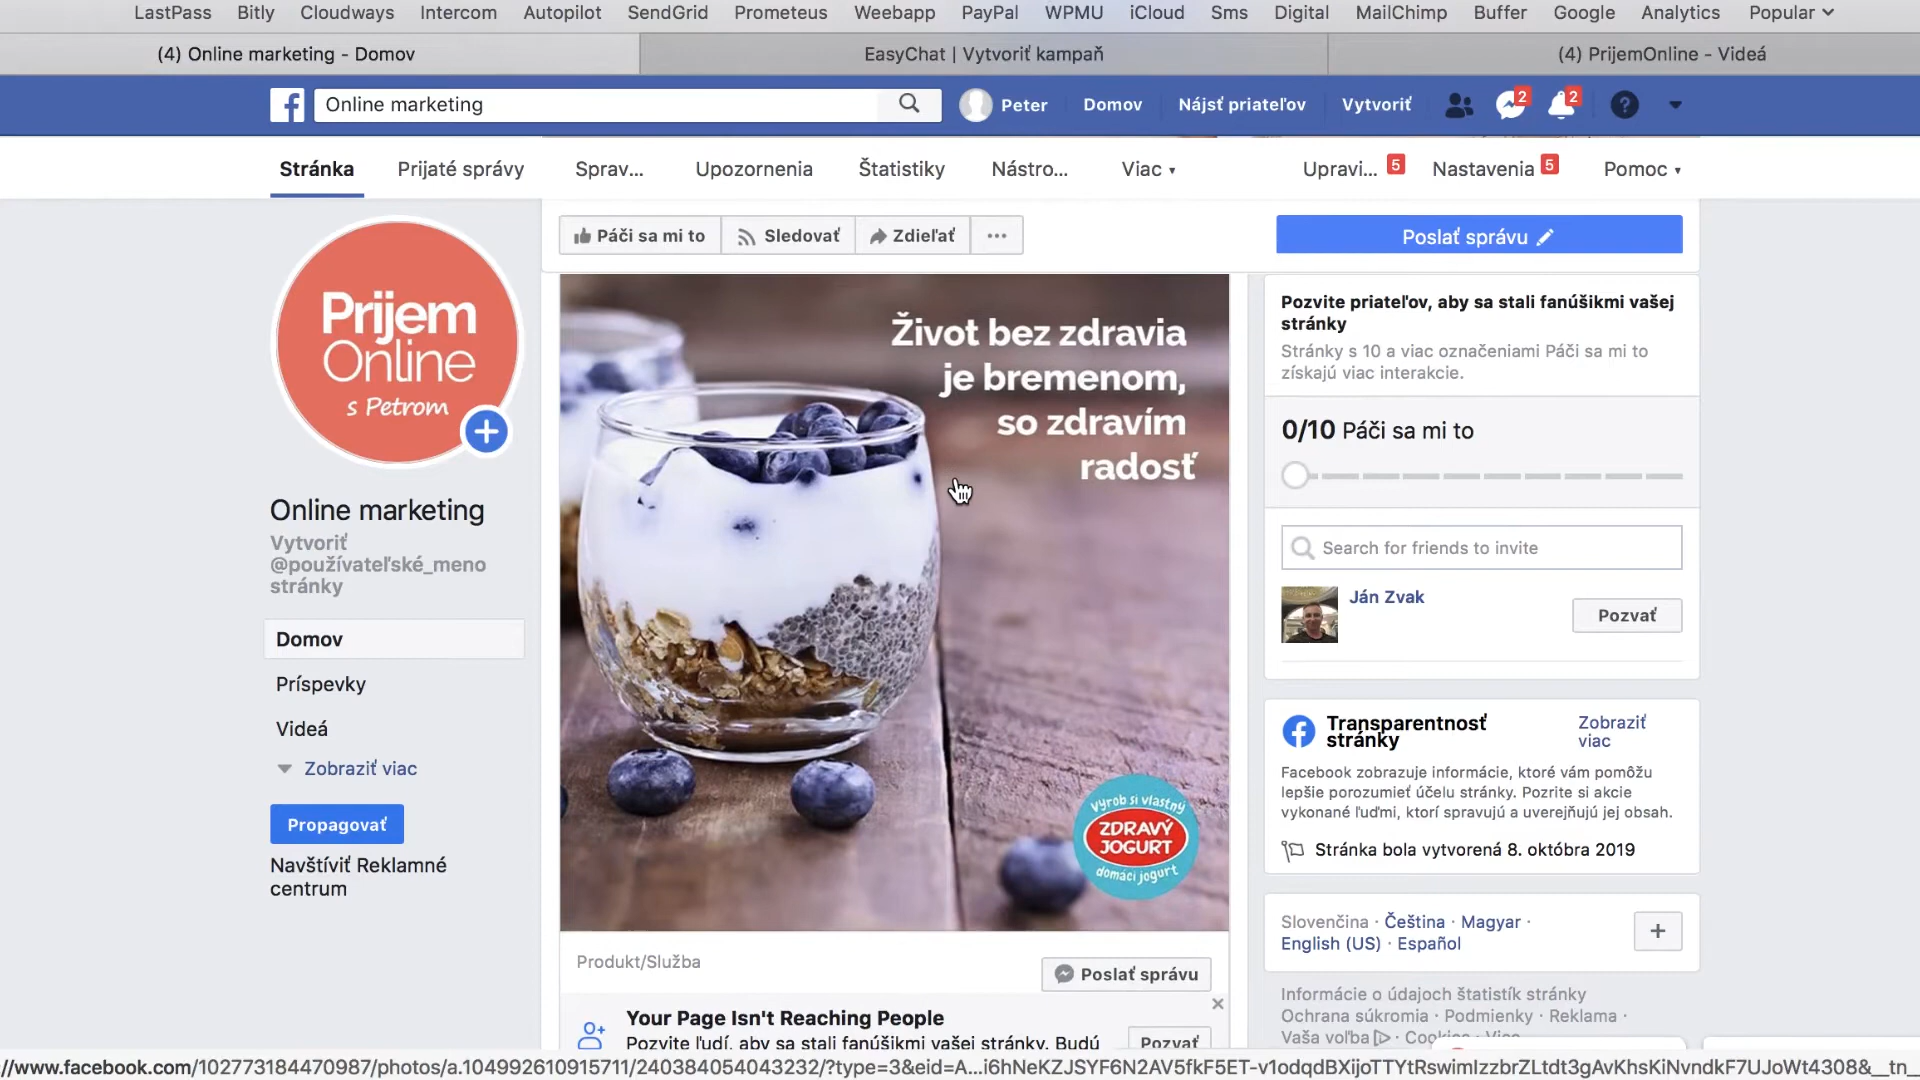 LastPass Bitly Cloudways Intercom Autopilot SendGrid Prometeus Weebapp PayPal WPMU iCloud Sms Digital MailChimp Buffer Google Analytics Popular
(4) Online marketing - Domov EasyChat | Vytvoriť kampaň (4) PrijemOnline - Videá
Online marketing Peter Domov Nájsť priateľov Vytvoriť 2 2
Stránka Prijaté správy Sprav... Upozornenia Štatistiky Nástro... Viac Upravi... 5 Nastavenia 5 Pomoc
Páči sa mi to Sledovať Zdieľať ... Poslať správu
Prijem
Online
s Petrom
Online marketing
Vytvoriť
@používateľské_meno
stránky
Domov
Príspevky
Videá
Zobraziť viac
Propagovať
Navštíviť Reklamné
centrum
Život bez zdravia
je bremenom,
so zdravím
radosť
Vyrob si vlastný
ZDRAVÝ
JOGURT
domáci jogurt
Produkt/Služba
Poslať správu
Your Page Isn't Reaching People
Pozvite ľudí, aby sa stali fanúšikmi vašej stránky. Budú
Pozvať
Pozvite priateľov, aby sa stali fanúšikmi vašej
stránky
Stránky s 10 a viac označeniami Páči sa mi to
získajú viac interakcie.
0/10 Páči sa mi to
Search for friends to invite
Ján Zvak
Pozvať
Transparentnosť
stránky
Zobraziť
viac
Facebook zobrazuje informácie, ktoré vám pomôžu
lepšie porozumieť účelu stránky. Pozrite si akcie
vykonané ľuďmi, ktorí spravujú a uverejňujú jej obsah.
Stránka bola vytvorená 8. októbra 2019
Slovenčina · Čeština · Magyar ·
English (US) · Español
Informácie o údajoch štatistík stránky
Ochrana súkromia · Podmienky · Reklama ·
Vaša voľba · Cookies · Viac
://www.facebook.com/102773184470987/photos/a.104992610915711/240384054043232/?type=3&eid=A...i6hNeKZJSYF6N2AV5fkF5ET-v1odqdBXijoTTYtRswimIzzbrZLtdt3gAvKhsKiNvndkF7UJoWt4308&__tn_